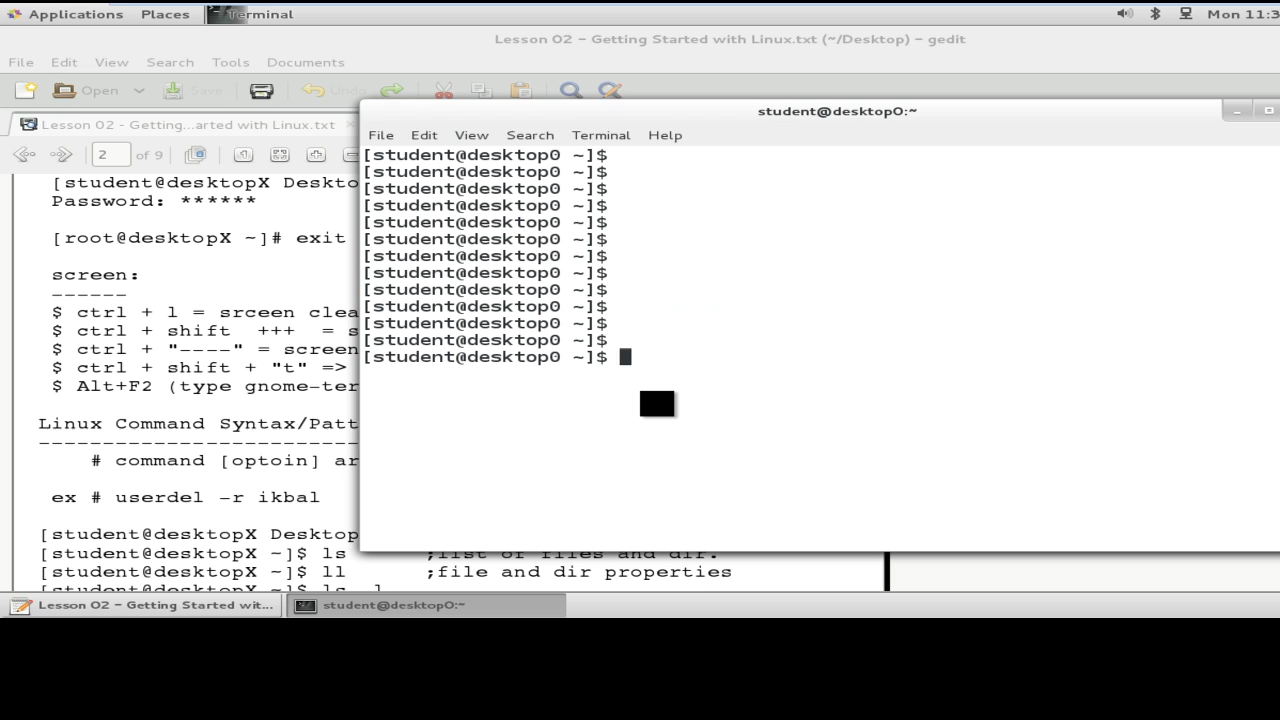 Applications Places Terminal Mon 11:3
Lesson 02 - Getting Started with Linux.txt (~/Desktop) - gedit
File Edit View Search Tools Documents
Open Save Undo
Lesson 02 - Getting...arted with Linux.txt
2 of 9
[student@desktopX Deskto
Password: ******
[root@desktopX ~]# exit
screen:
------
$ ctrl + l = srceen clea
$ ctrl + shift +++ = s
$ ctrl + "----" = screen
$ ctrl + shift + "t" =>
$ Alt+F2 (type gnome-ter
Linux Command Syntax/Patt
# command [optoin] ar
ex # userdel -r ikbal
[student@desktopX Desktop
[student@desktopX ~]$ ls ;list of files and dir.
[student@desktopX ~]$ ll ;file and dir properties
[student@desktopX ~]$ ls -l
student@desktop0:~
File Edit View Search Terminal Help
[student@desktop0 ~]$
[student@desktop0 ~]$
[student@desktop0 ~]$
[student@desktop0 ~]$
[student@desktop0 ~]$
[student@desktop0 ~]$
[student@desktop0 ~]$
[student@desktop0 ~]$
[student@desktop0 ~]$
[student@desktop0 ~]$
[student@desktop0 ~]$
[student@desktop0 ~]$
[student@desktop0 ~]$
Lesson 02 - Getting Started wit... student@desktop0:~